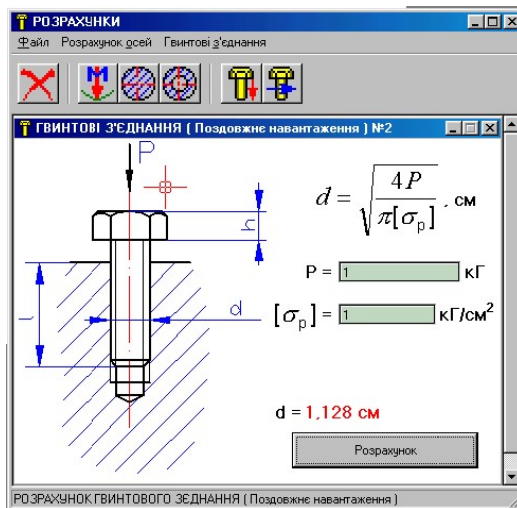 РОЗРАХУНКИ
Файл Розрахунок осей Гвинтові з'єднання
M
ГВИНТОВІ З'ЄДНАННЯ ( Поздовжнє навантаження ) №2
P
d = √(4P / π[σр]) , см
h
P = 1 кГ
l
d
[σр] = 1 кГ/см²
d = 1,128 см
Розрахунок
РОЗРАХУНОК ГВИНТОВОГО ЗЄДНАННЯ ( Поздовжнє навантаження )